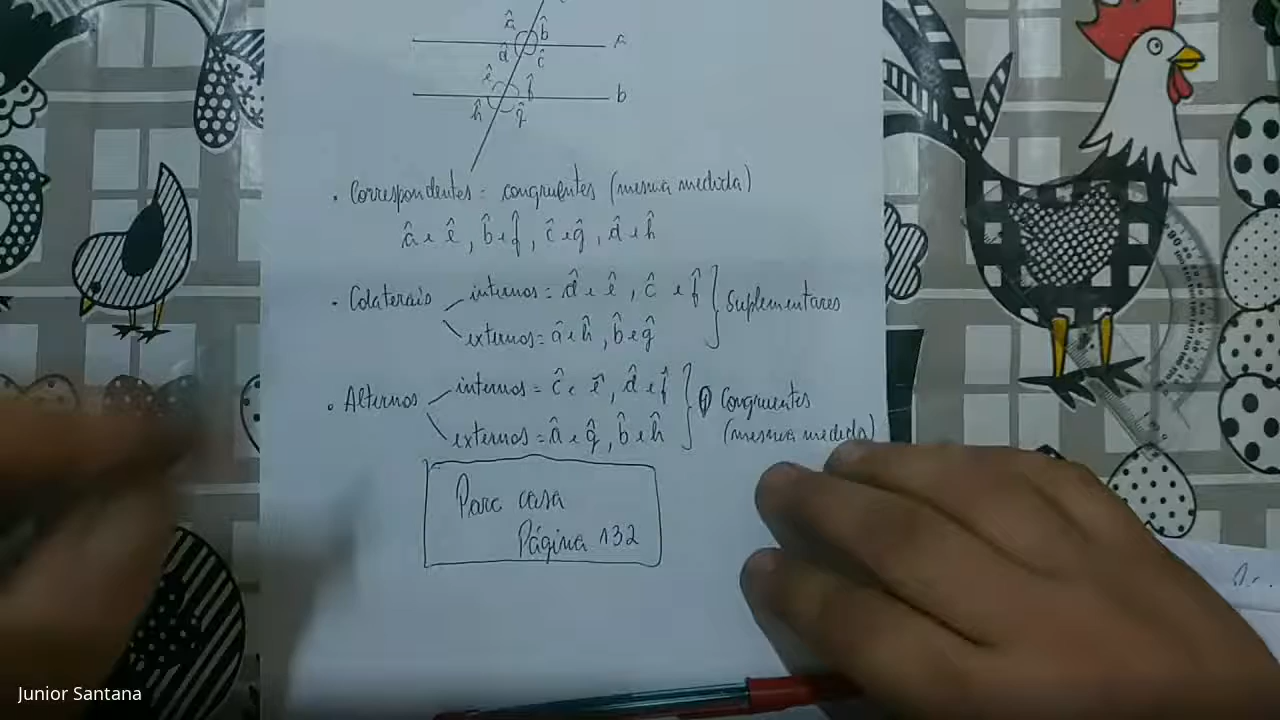 â b̂
d̂ ĉ
r
ê f̂
ĥ ĝ
b
. Correspondentes = congruentes (mesma medida)
â e ê, b̂ e f̂, ĉ e ĝ, d̂ e ĥ
. Colaterais internos = d̂ e ê, ĉ e f̂
externos = â e ĥ, b̂ e ĝ
Suplementares
. Alternos internos = ĉ e ê, d̂ e f̂
externos = â e ĝ, b̂ e ĥ
Congruentes
(mesma medida)
Para casa
Página 132
Junior Santana